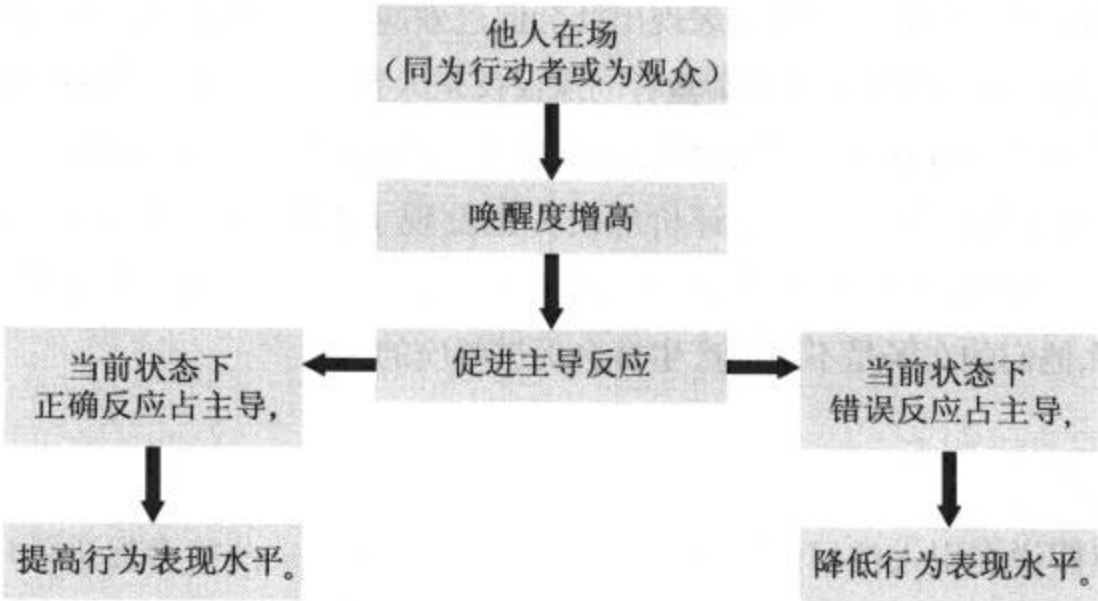 他人在场
（同为行动者或为观众）
唤醒度增高
促进主导反应
当前状态下
正确反应占主导，
当前状态下
错误反应占主导，
提高行为表现水平。
降低行为表现水平。